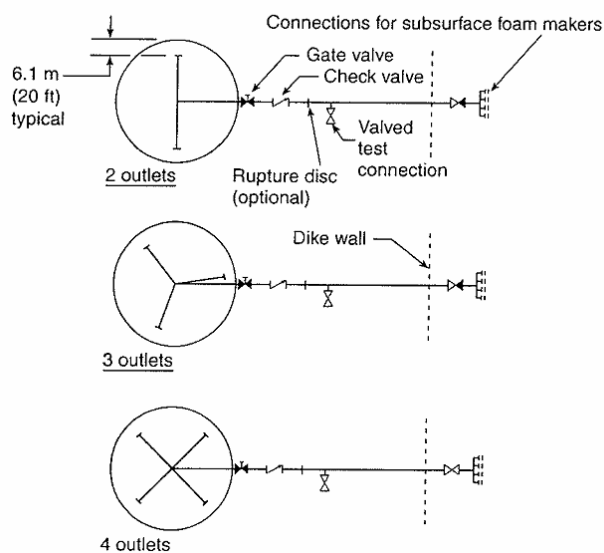 Connections for subsurface foam makers
Gate valve
6.1 m
(20 ft)
typical
Check valve
Valved
test
connection
Rupture disc
(optional)
2 outlets
Dike wall
3 outlets
4 outlets